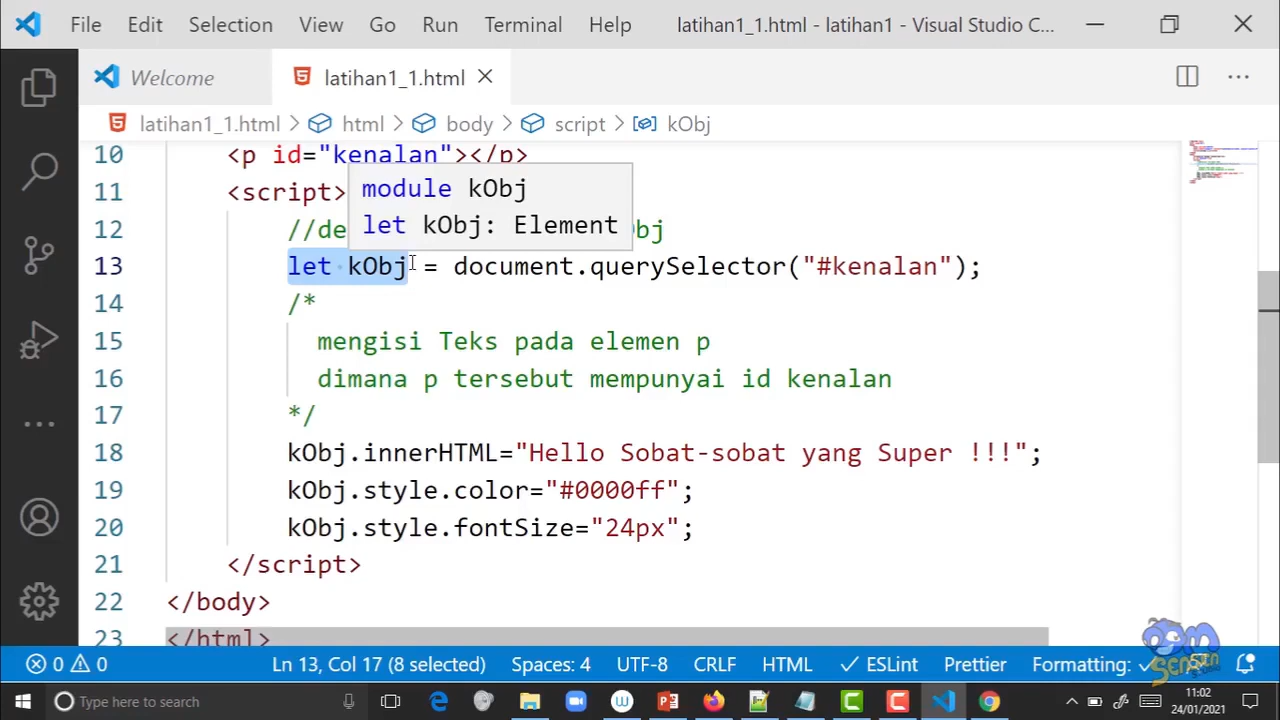 File Edit Selection View Go Run Terminal Help latihan1_1.html - latihan1 - Visual Studio C...
Welcome latihan1_1.html
latihan1_1.html > html > body > script > kObj
10 <p id="kenalan"></p>
11 <script>
module kObj
let kObj: Element
12 //de bj
13 let kObj = document.querySelector("#kenalan");
14 /*
15 mengisi Teks pada elemen p
16 dimana p tersebut mempunyai id kenalan
17 */
18 kObj.innerHTML="Hello Sobat-sobat yang Super !!!";
19 kObj.style.color="#0000ff";
20 kObj.style.fontSize="24px";
21 </script>
22 </body>
23 </html>
0 0 Ln 13, Col 17 (8 selected) Spaces: 4 UTF-8 CRLF HTML ESLint Prettier Formatting:
Type here to search
11:02
24/01/2021